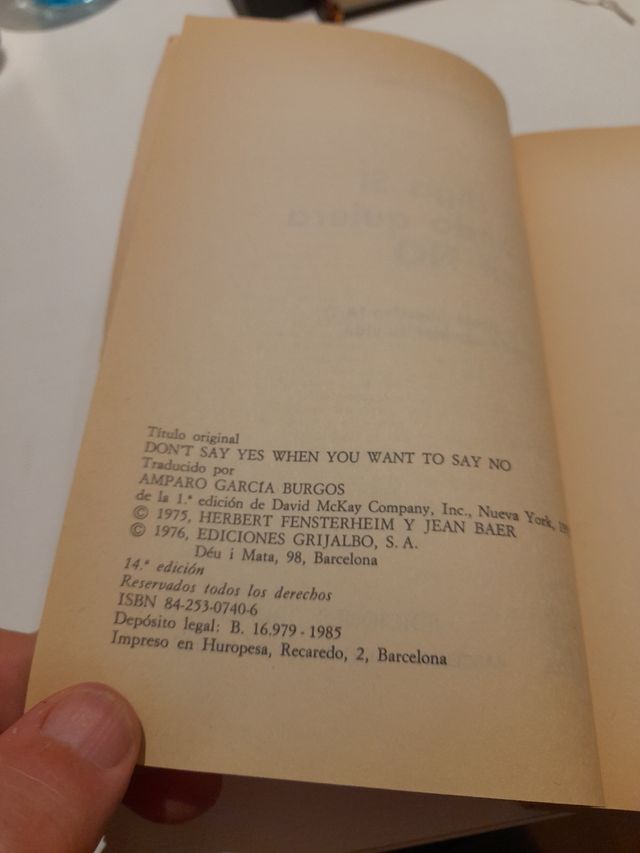 Título original
DON'T SAY YES WHEN YOU WANT TO SAY NO
Traducido por
AMPARO GARCÍA BURGOS
de la 1.ª edición de David McKay Company, Inc., Nueva York,
© 1975, HERBERT FENSTERHEIM Y JEAN BAER
© 1976, EDICIONES GRIJALBO, S. A.
Déu i Mata, 98, Barcelona
14.ª edición
Reservados todos los derechos
ISBN 84-253-0740-6
Depósito legal: B. 16.979 - 1985
Impreso en Huropesa, Recaredo, 2, Barcelona